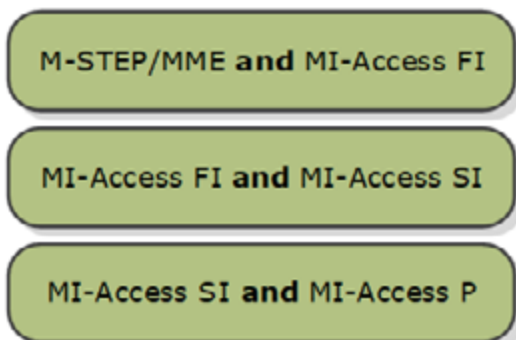 M-STEP/MME and MI-Access FI
MI-Access FI and MI-Access SI
MI-Access SI and MI-Access P